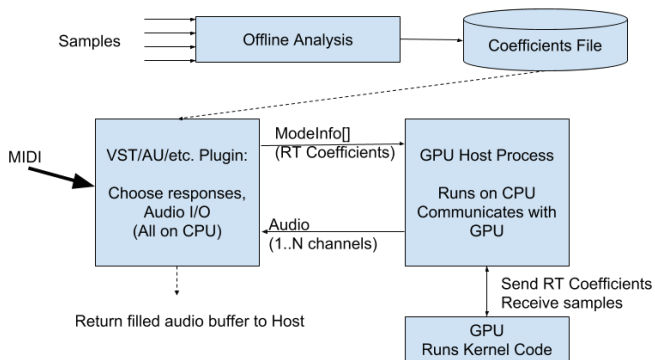 Samples
Offline Analysis
Coefficients File
MIDI
VST/AU/etc. Plugin:
Choose responses,
Audio I/O
(All on CPU)
ModeInfo[]
(RT Coefficients)
Audio
(1..N channels)
GPU Host Process
Runs on CPU
Communicates with
GPU
Send RT Coefficients
Receive samples
Return filled audio buffer to Host
GPU
Runs Kernel Code